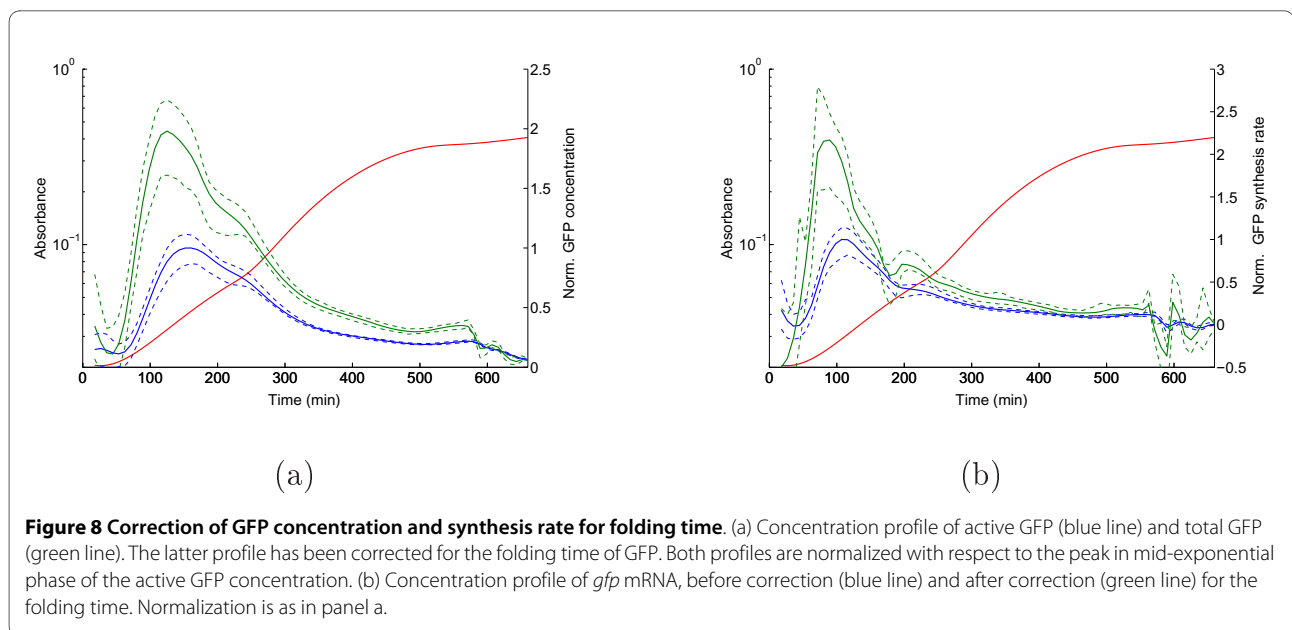 10⁰
10⁻¹
Absorbance
0 100 200 300 400 500 600
Time (min)
2.5
2
1.5
1
0.5
0
Norm. GFP concentration
(a)
10⁰
10⁻¹
Absorbance
0 100 200 300 400 500 600
Time (min)
3
2.5
2
1.5
1
0.5
0
−0.5
Norm. GFP synthesis rate
(b)
Figure 8 Correction of GFP concentration and synthesis rate for folding time. (a) Concentration profile of active GFP (blue line) and total GFP
(green line). The latter profile has been corrected for the folding time of GFP. Both profiles are normalized with respect to the peak in mid-exponential
phase of the active GFP concentration. (b) Concentration profile of gfp mRNA, before correction (blue line) and after correction (green line) for the
folding time. Normalization is as in panel a.